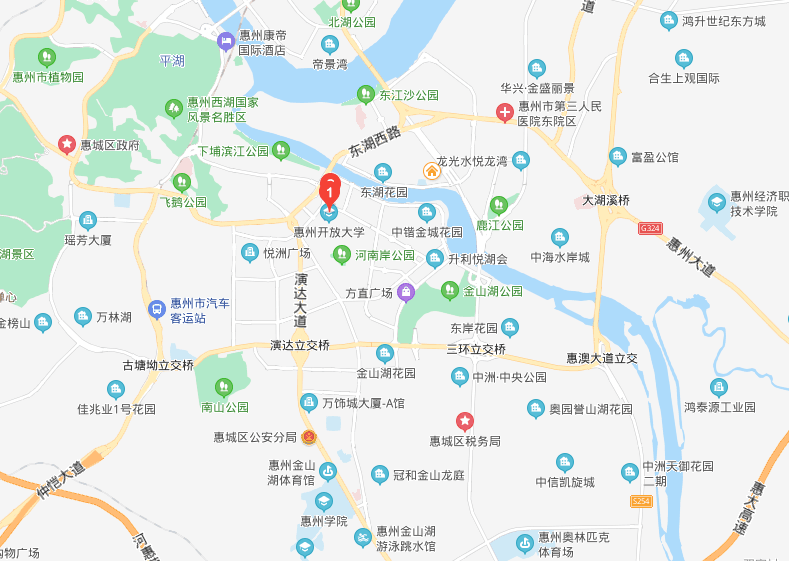 北湖公园
道
鸿升世纪东方城
惠州康帝
国际酒店
平湖
帝景湾
惠州市植物园
合生上观国际
华兴·金盛丽景
东江沙公园
惠州西湖国家
风景名胜区
惠州市第三人民
医院东院区
东湖西路
惠城区政府
下埔滨江公园
龙光水悦龙湾
富盈公馆
飞鹅公园
东湖花园
1
大湖溪桥
惠州经济职
技术学院
鹿江公园
瑶芳大厦
惠州开放大学
中锴金城花园
G324
惠州大道
湖景区
悦洲广场
河南岸公园
升利悦湖会
中海水岸城
演达大道
方直广场
金山湖公园
禅心
惠州市汽车
客运站
万林湖
金榜山
东岸花园
演达立交桥
三环立交桥
惠澳大道立交
古塘坳立交桥
金山湖花园
中洲·中央公园
佳兆业1号花园
南山公园
万饰城大厦-A馆
奥园誉山湖花园
鸿泰源工业园
惠城区公安分局
惠城区税务局
惠州金山
湖体育馆
冠和金山龙庭
中信凯旋城
中洲天御花园
二期
仲恺大道
S254
惠大高速
惠州学院
河惠
惠州金山湖
游泳跳水馆
惠州奥林匹克
体育场
购物广场